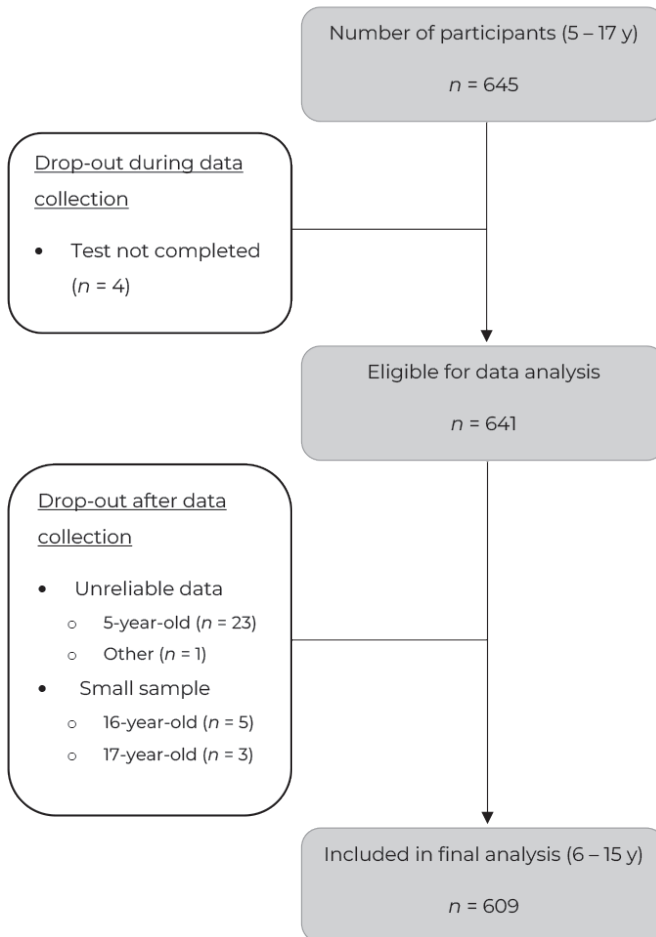 Number of participants (5 – 17 y)
n = 645
Drop-out during data
collection
• Test not completed
(n = 4)
Eligible for data analysis
n = 641
Drop-out after data
collection
• Unreliable data
○ 5-year-old (n = 23)
○ Other (n = 1)
• Small sample
○ 16-year-old (n = 5)
○ 17-year-old (n = 3)
Included in final analysis (6 – 15 y)
n = 609